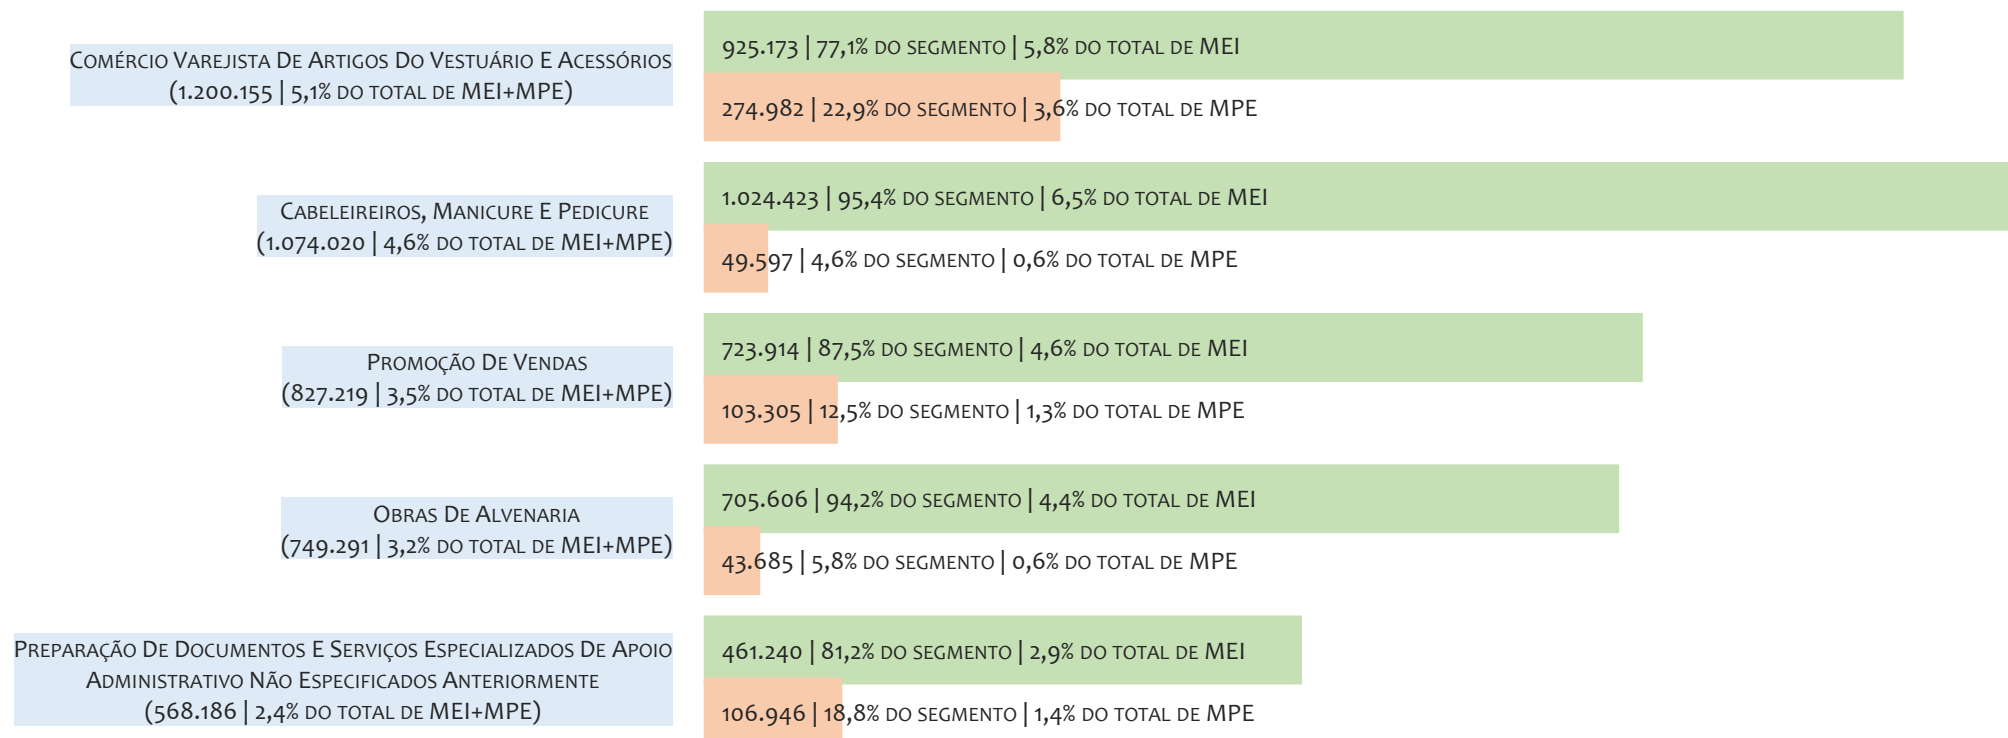 Comércio Varejista De Artigos Do Vestuário E Acessórios
(1.200.155 | 5,1% do total de MEI+MPE)
925.173 | 77,1% do segmento | 5,8% do total de MEI
274.982 | 22,9% do segmento | 3,6% do total de MPE
Cabeleireiros, Manicure E Pedicure
(1.074.020 | 4,6% do total de MEI+MPE)
1.024.423 | 95,4% do segmento | 6,5% do total de MEI
49.597 | 4,6% do segmento | 0,6% do total de MPE
Promoção De Vendas
(827.219 | 3,5% do total de MEI+MPE)
723.914 | 87,5% do segmento | 4,6% do total de MEI
103.305 | 12,5% do segmento | 1,3% do total de MPE
Obras De Alvenaria
(749.291 | 3,2% do total de MEI+MPE)
705.606 | 94,2% do segmento | 4,4% do total de MEI
43.685 | 5,8% do segmento | 0,6% do total de MPE
Preparação De Documentos E Serviços Especializados De Apoio
Administrativo Não Especificados Anteriormente
(568.186 | 2,4% do total de MEI+MPE)
461.240 | 81,2% do segmento | 2,9% do total de MEI
106.946 | 18,8% do segmento | 1,4% do total de MPE